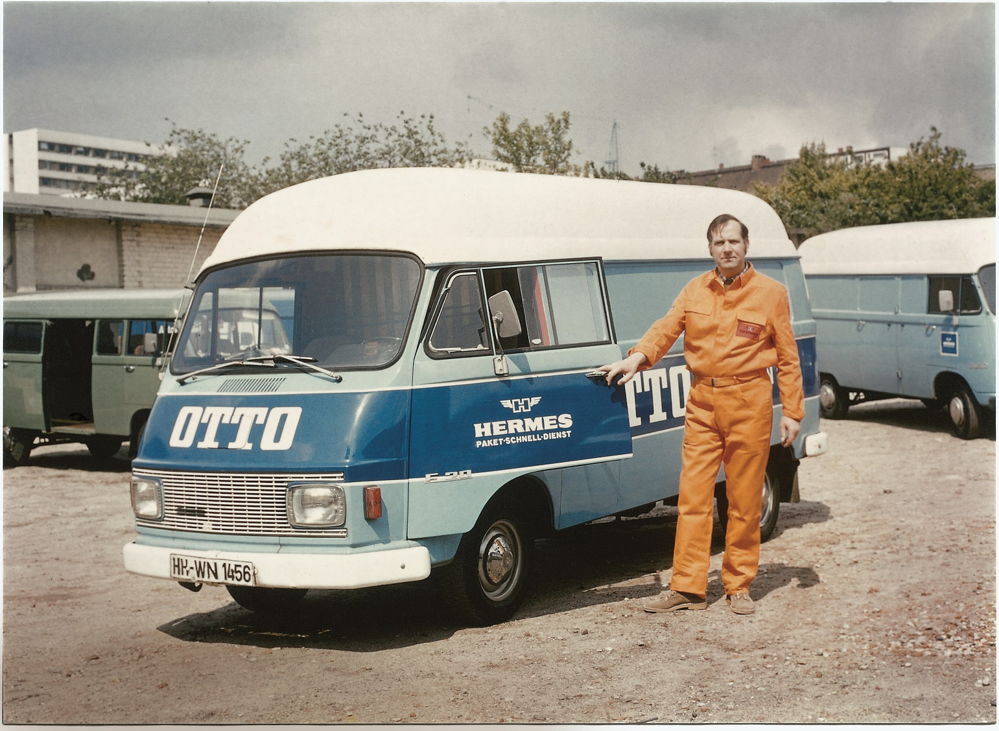 OTTO
H
HERMES
PAKET·SCHNELL·DIENST
TTO
F 20
HH-WN 1456